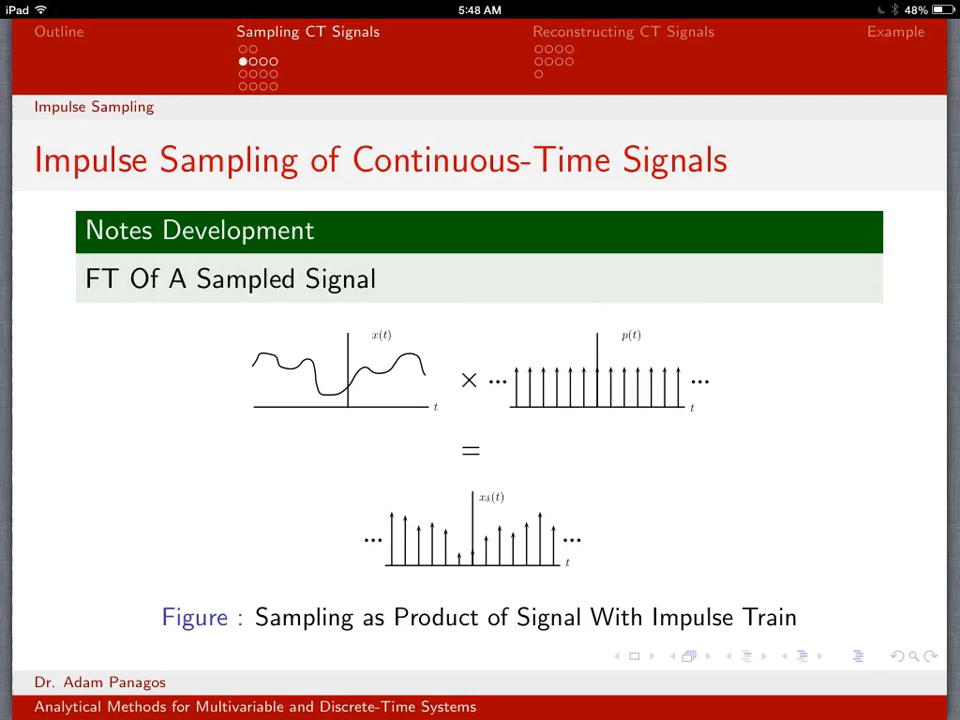 iPad 5:48 AM 48%
Outline Sampling CT Signals Reconstructing CT Signals Example
Impulse Sampling
Impulse Sampling of Continuous-Time Signals
Notes Development
FT Of A Sampled Signal
x(t) p(t)
× ... ...
t t
=
x_δ(t)
... ...
t
Figure : Sampling as Product of Signal With Impulse Train
Dr. Adam Panagos
Analytical Methods for Multivariable and Discrete-Time Systems